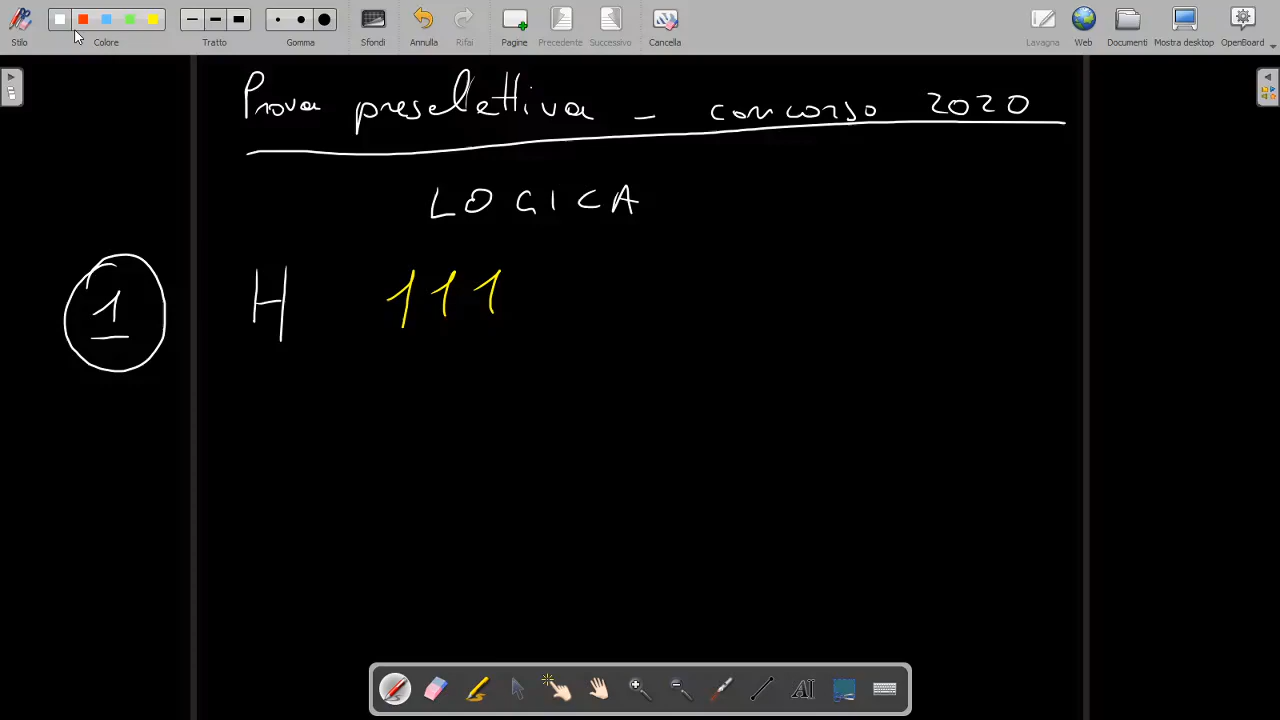 Stilo Colore Tratto Gomma Sfondi Annulla Rifai Pagine Precedente Successivo Cancella Lavagna Web Documenti Mostra desktop OpenBoard
Prova preselettiva - concorso 2020
LOGICA
1 H 111